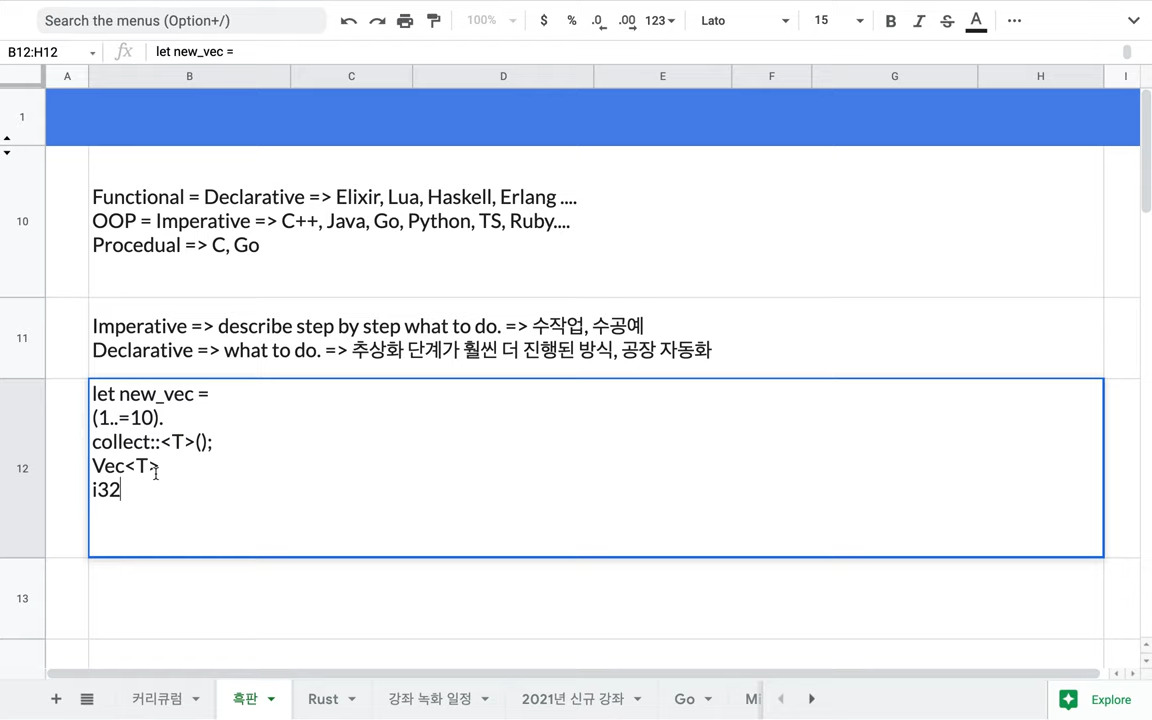 Search the menus (Option+/)
100%
$ % .0 .00 123
Lato
15
B I S A
B12:H12
fx
let new_vec =
A B C D E F G H I
1
10
Functional = Declarative => Elixir, Lua, Haskell, Erlang ....
OOP = Imperative => C++, Java, Go, Python, TS, Ruby....
Procedual => C, Go
11
Imperative => describe step by step what to do. => 수작업, 수공예
Declarative => what to do. => 추상화 단계가 훨씬 더 진행된 방식, 공장 자동화
12
let new_vec =
(1..=10).
collect::<T>();
Vec<T>
i32
13
커리큘럼
흑판
Rust
강좌 녹화 일정
2021년 신규 강좌
Go
Explore